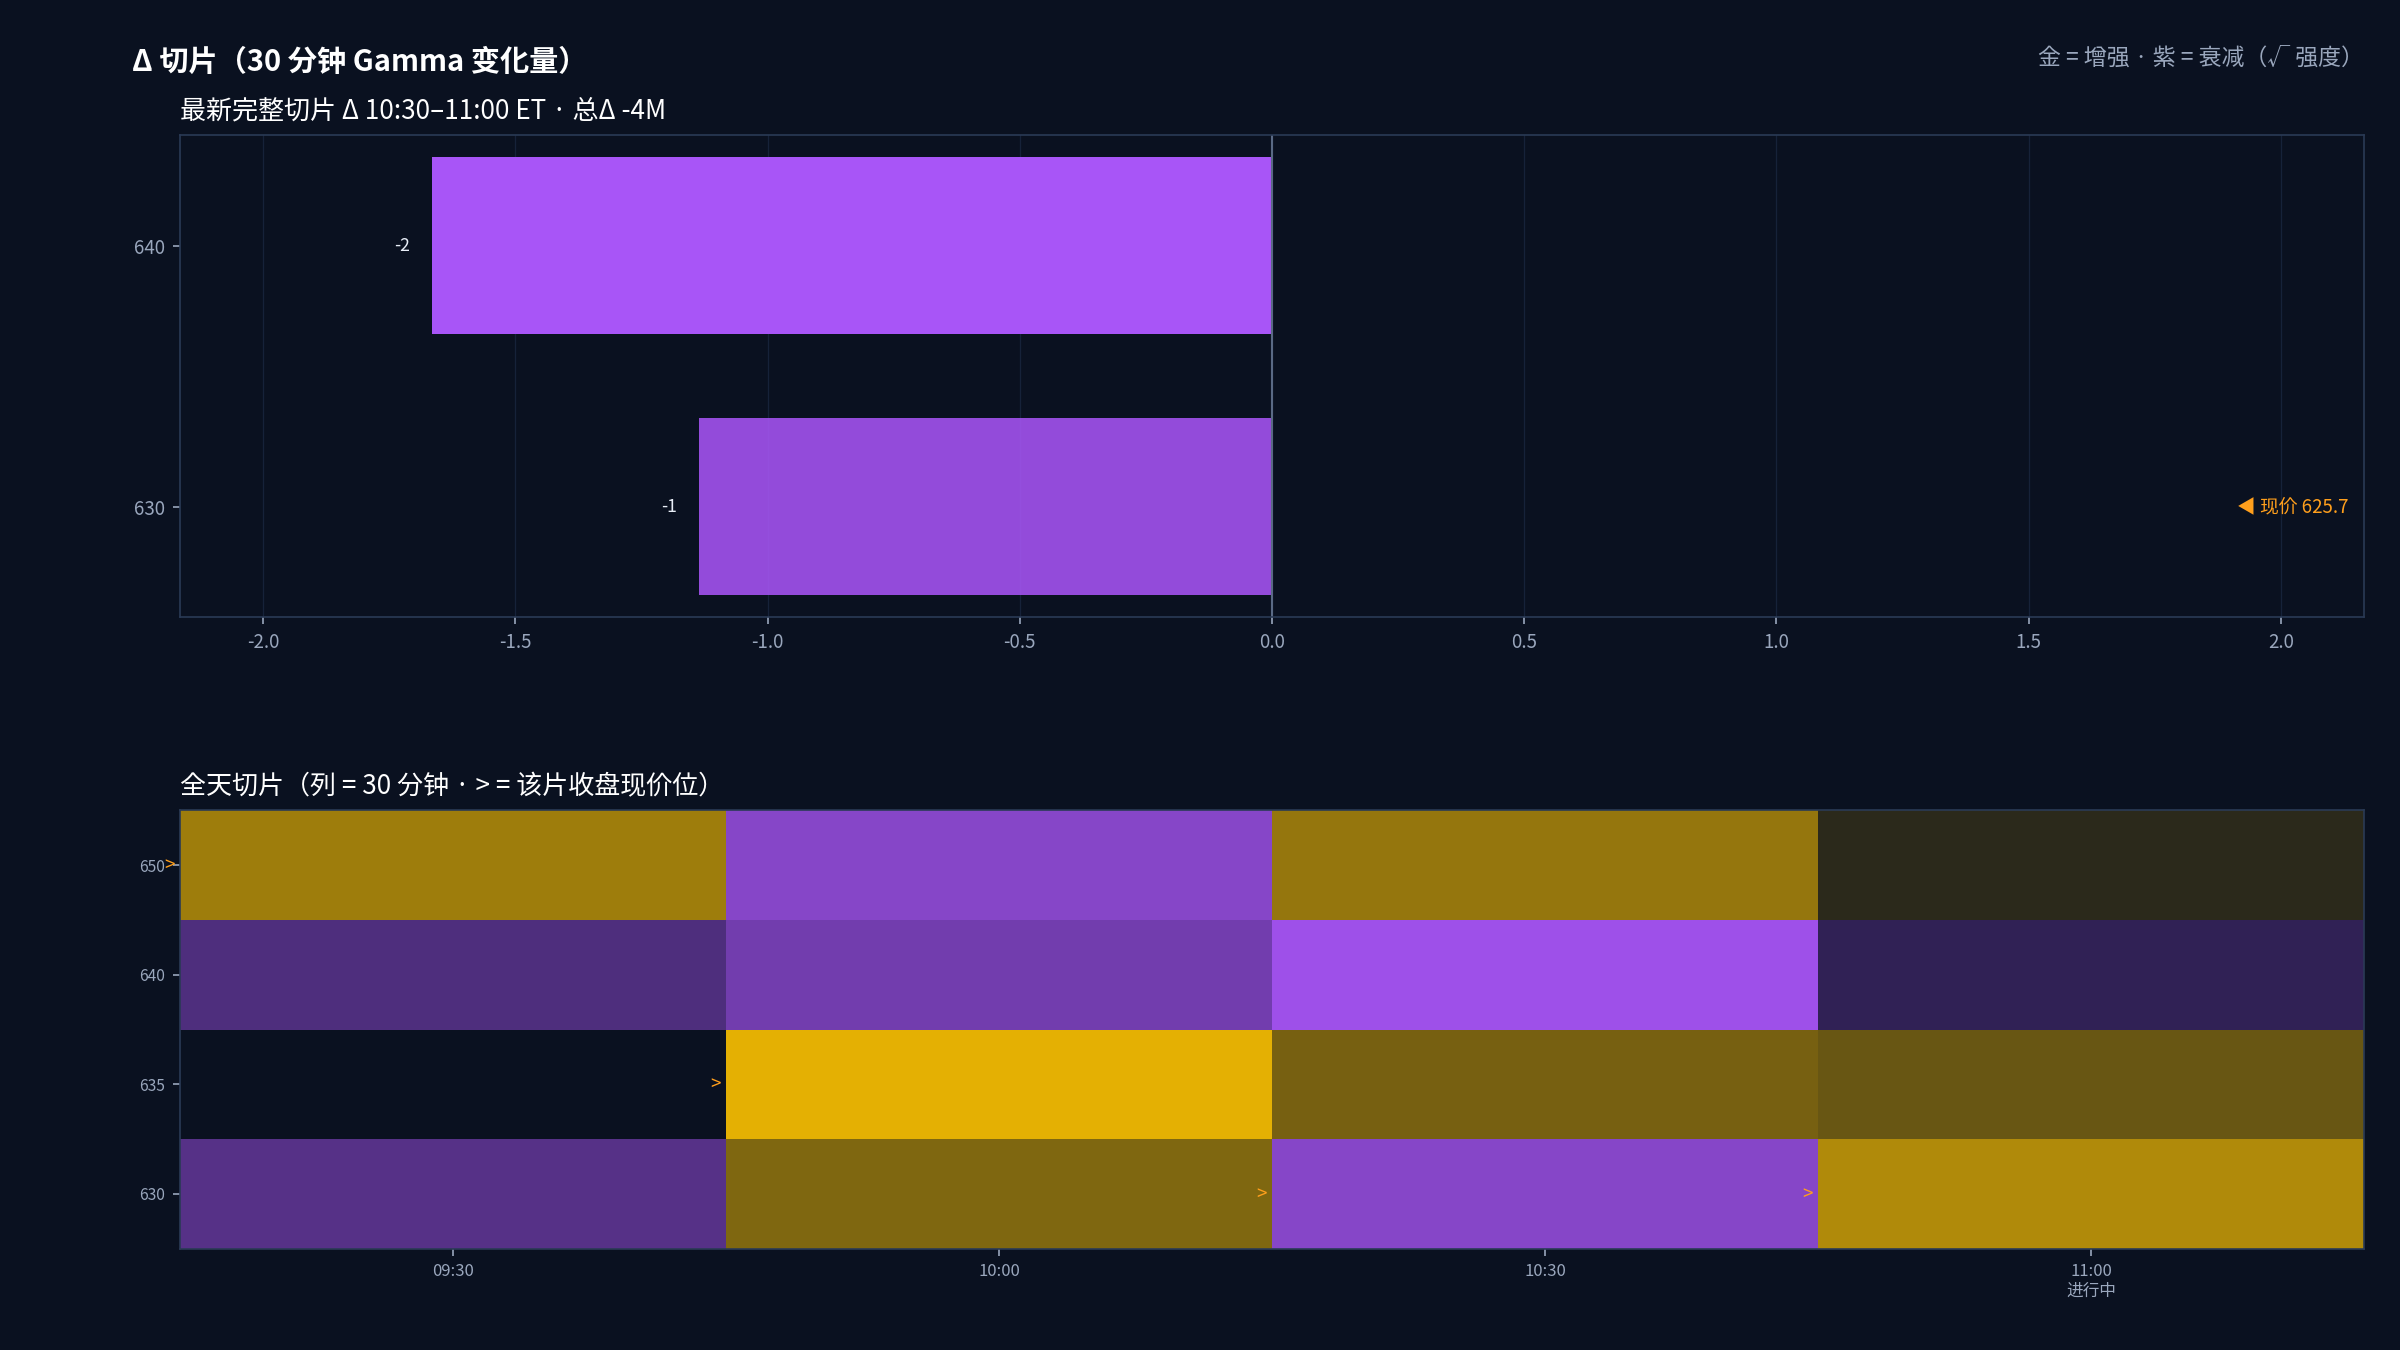 Δ 切片（30 分钟 Gamma 变化量）
金 = 增强 · 紫 = 衰减（√ 强度）
最新完整切片 Δ 10:30–11:00 ET · 总Δ -4M
640
-2
630
-1
◀ 现价 625.7
-2.0 -1.5 -1.0 -0.5 0.0 0.5 1.0 1.5 2.0
全天切片（列 = 30 分钟 · > = 该片收盘现价位）
650 >
640
635 >
630 > >
09:30 10:00 10:30 11:00
进行中